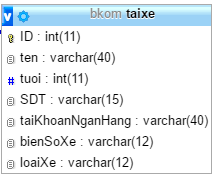 v bkom taixe
ID : int(11)
ten : varchar(40)
# tuoi : int(11)
SDT : varchar(15)
taiKhoanNganHang : varchar(40)
bienSoXe : varchar(12)
loaiXe : varchar(12)